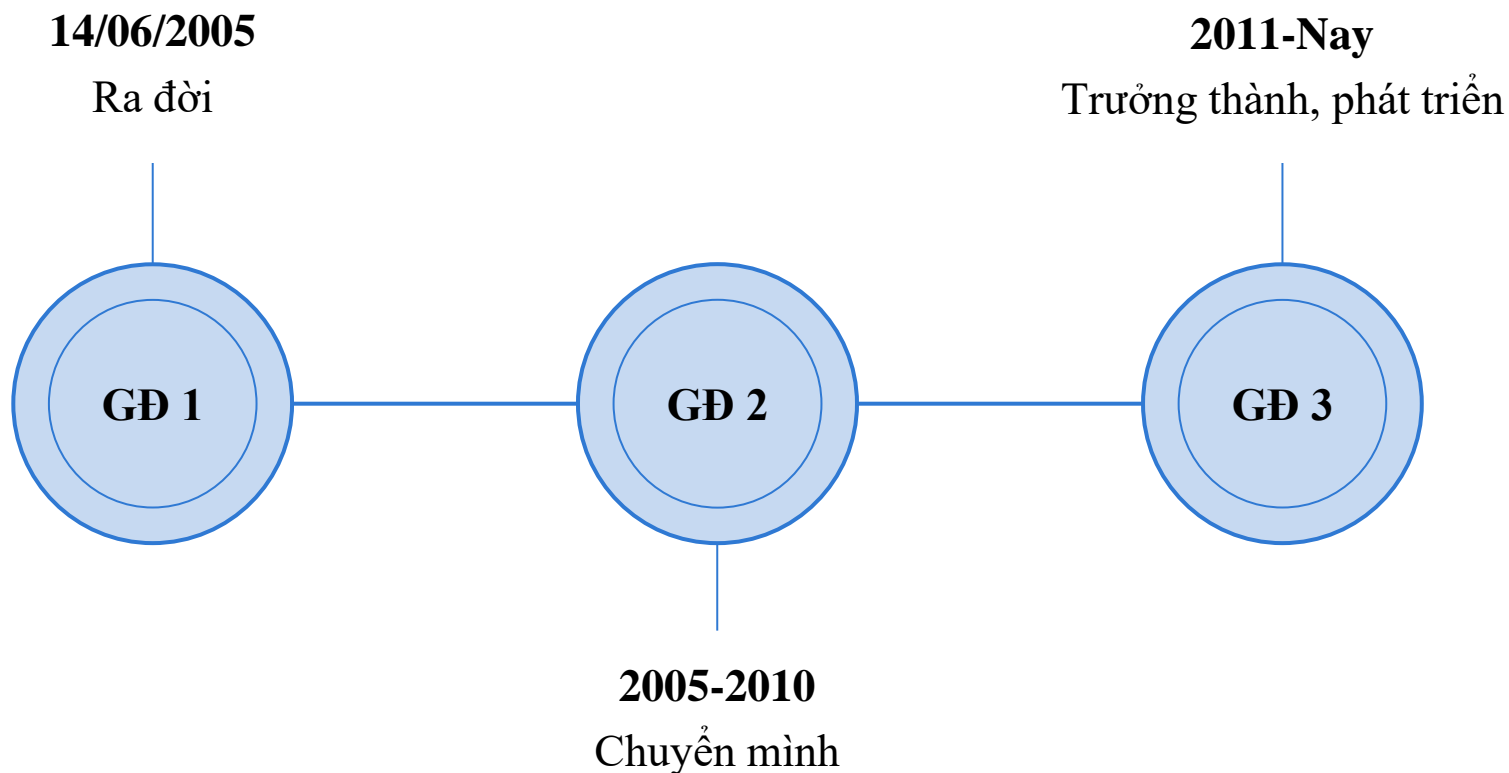 14/06/2005
Ra đời
2011-Nay
Trưởng thành, phát triển
GĐ 1
GĐ 2
GĐ 3
2005-2010
Chuyển mình